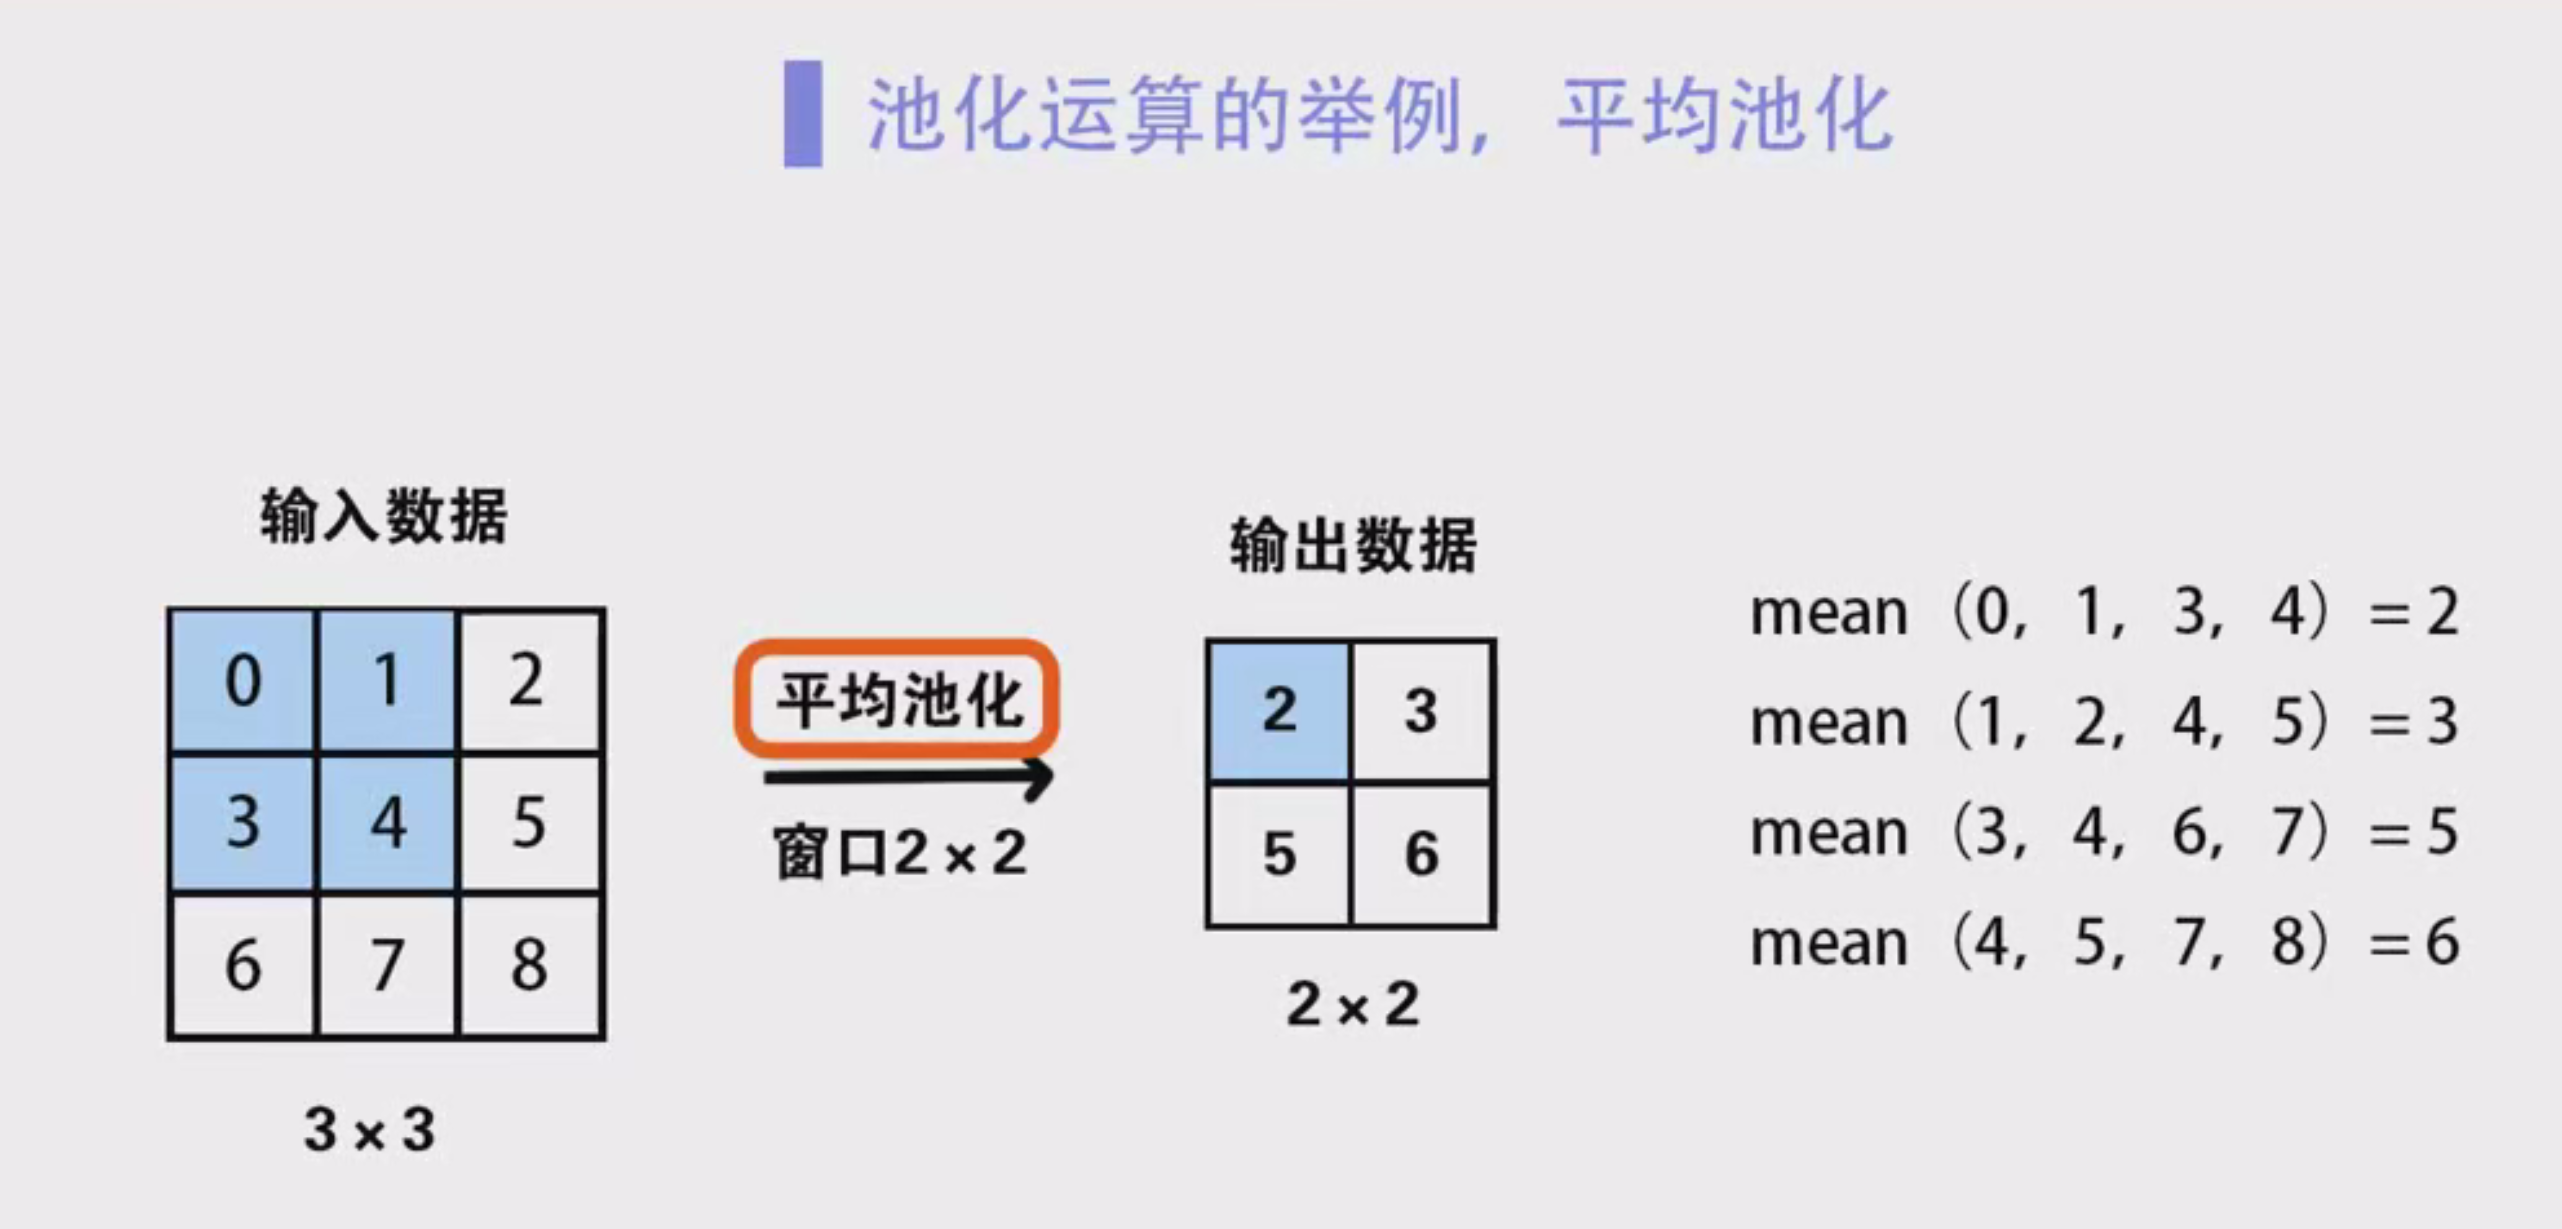 池化运算的举例，平均池化
输入数据
0 1 2
3 4 5
6 7 8
3×3
平均池化
窗口2×2
输出数据
2 3
5 6
2×2
mean（0， 1， 3， 4）=2
mean（1， 2， 4， 5）=3
mean（3， 4， 6， 7）=5
mean（4， 5， 7， 8）=6